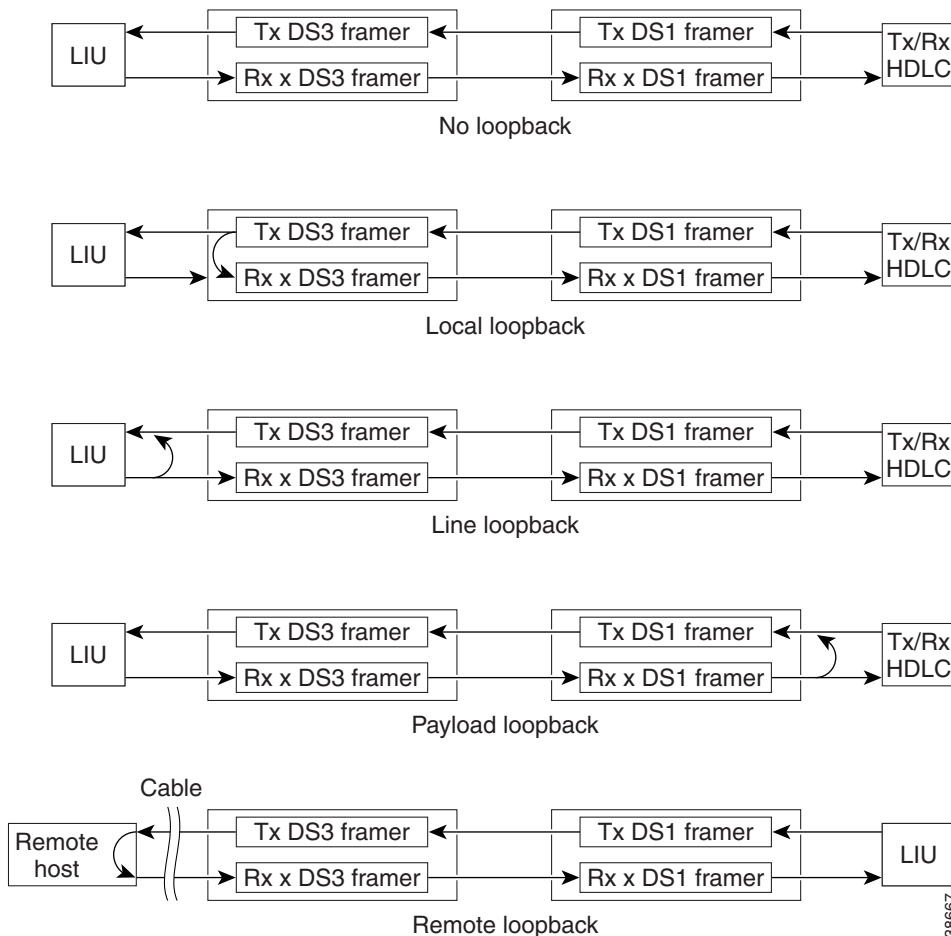 Tx DS3 framer
Tx DS1 framer
LIU
Tx/Rx
HDLC
Rx x DS3 framer
Rx x DS1 framer
No loopback
Tx DS3 framer
Tx DS1 framer
LIU
Tx/Rx
HDLC
Rx x DS3 framer
Rx x DS1 framer
Local loopback
Tx DS3 framer
Tx DS1 framer
LIU
Tx/Rx
HDLC
Rx x DS3 framer
Rx x DS1 framer
Line loopback
Tx DS3 framer
Tx DS1 framer
LIU
Tx/Rx
HDLC
Rx x DS3 framer
Rx x DS1 framer
Payload loopback
Cable
Tx DS3 framer
Tx DS1 framer
Remote
host
LIU
Rx x DS3 framer
Rx x DS1 framer
Remote loopback